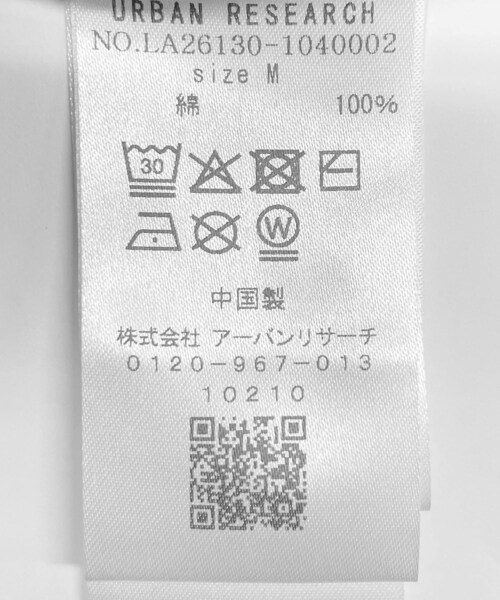 URBAN RESEARCH
NO.LA26130-1040002
size M
綿 100%
30
W
中国製
株式会社 アーバンリサーチ
0120-967-013
10210